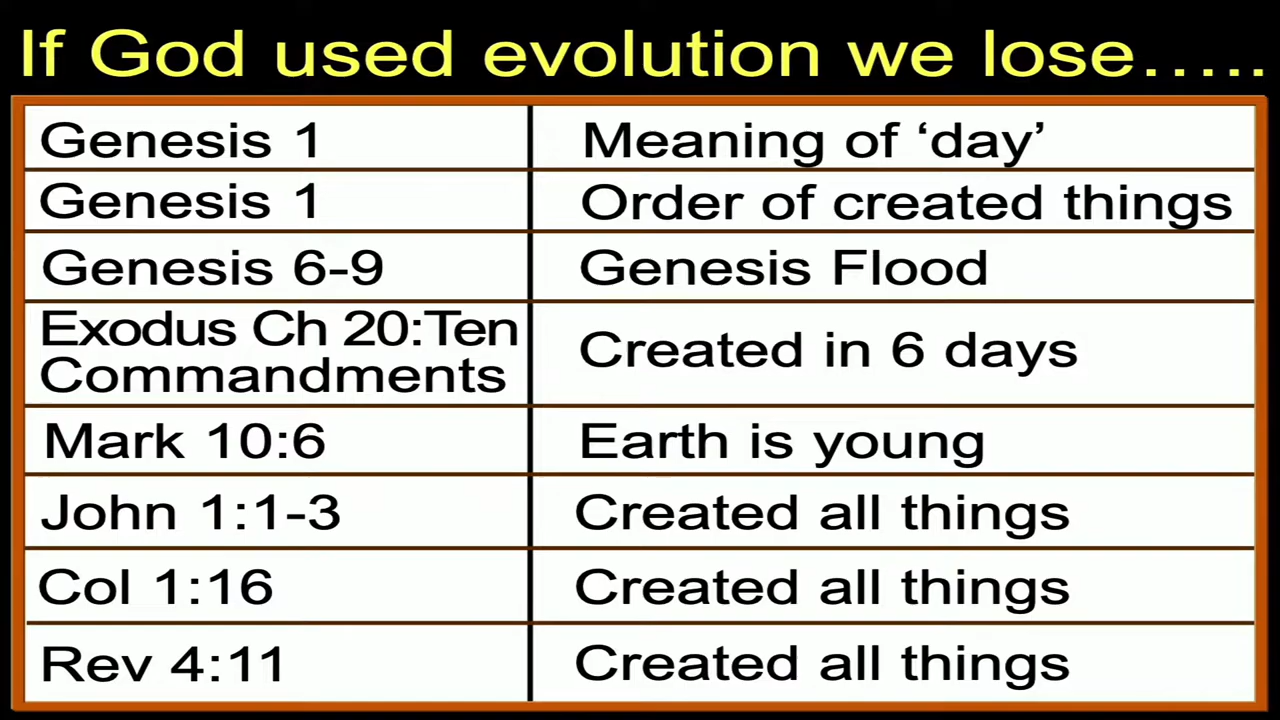 If God used evolution we lose.....
Genesis 1 Meaning of ‘day’
Genesis 1 Order of created things
Genesis 6-9 Genesis Flood
Exodus Ch 20:Ten
Commandments Created in 6 days
Mark 10:6 Earth is young
John 1:1-3 Created all things
Col 1:16 Created all things
Rev 4:11 Created all things